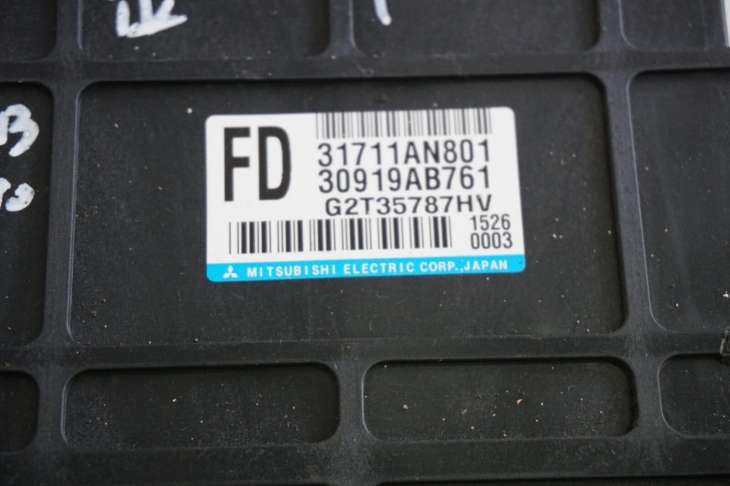 FD
31711AN801
30919AB761
G2T35787HV
1526
0003
MITSUBISHI ELECTRIC CORP.,JAPAN